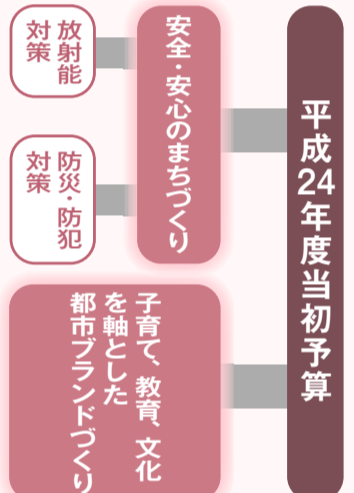 平成24年度当初予算
安全・安心のまちづくり
放射能
対策
防災・防犯
対策
子育て、教育、文化
を軸とした
都市ブランドづくり